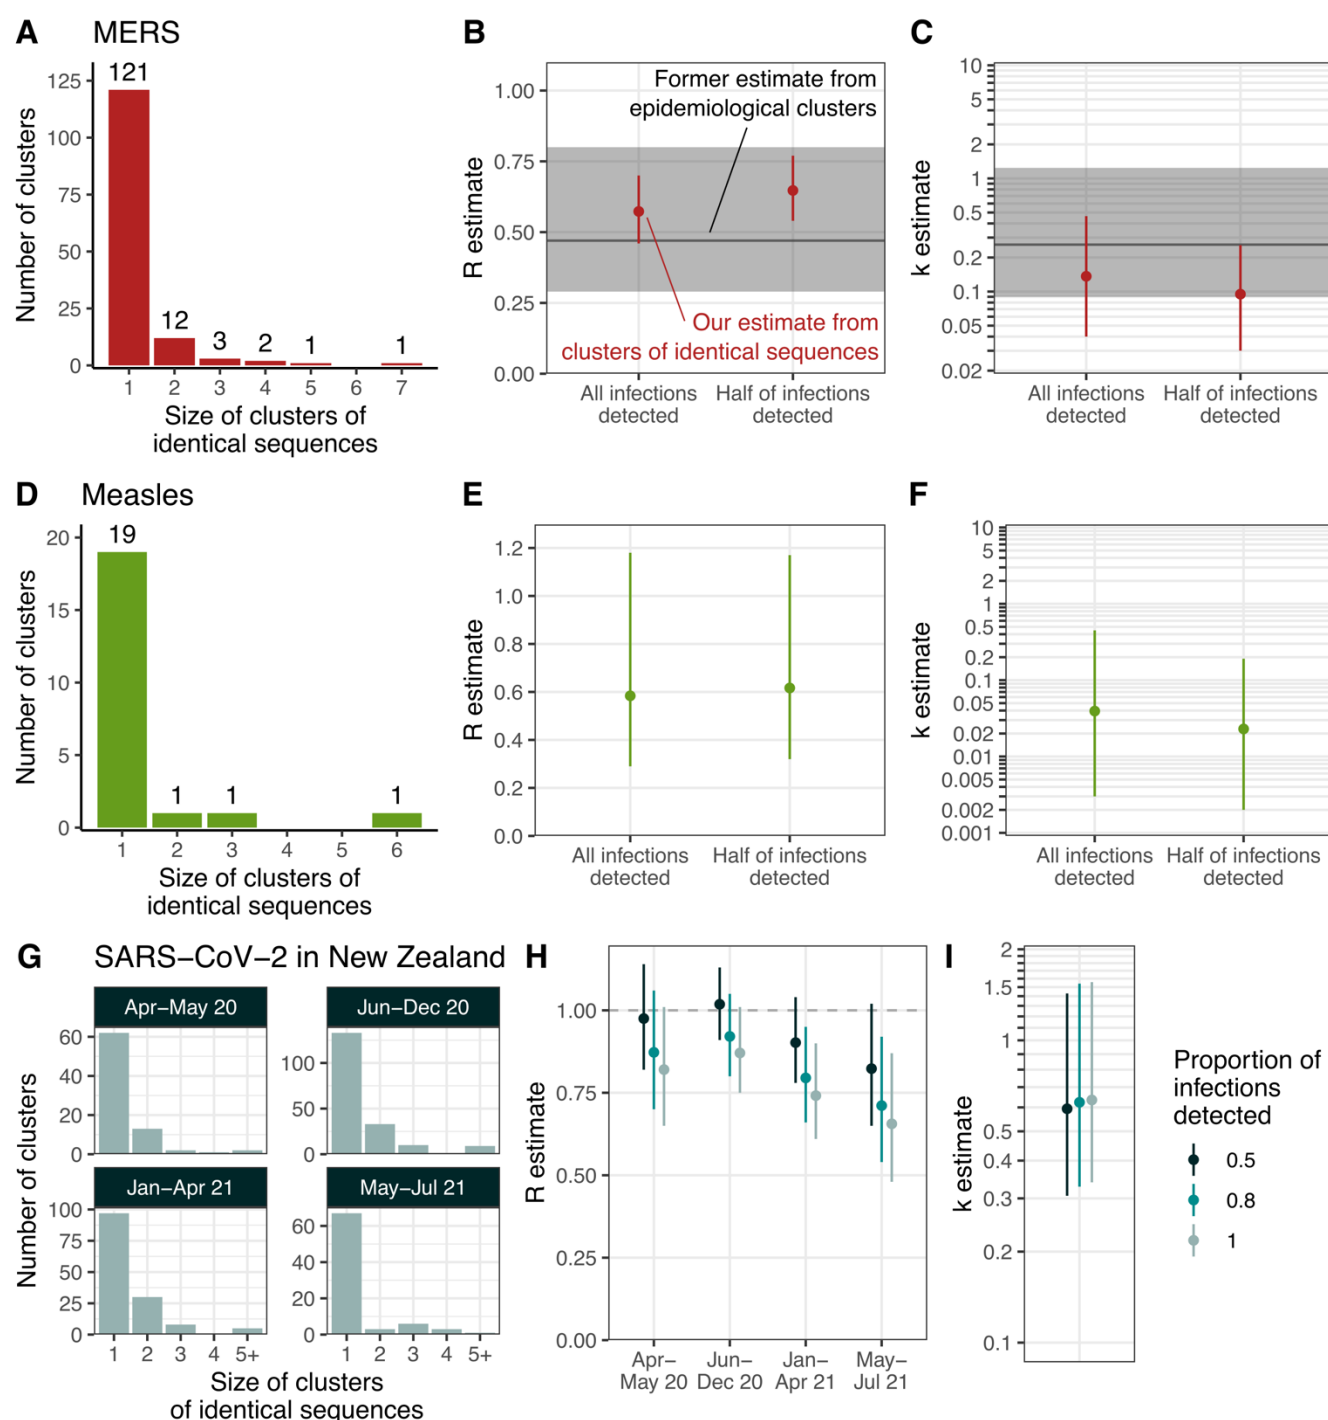 A
MERS
Number of clusters
125
100
75
50
25
0
121
12
3
2
1
1
1
2
3
4
5
6
7
Size of clusters of
identical sequences
B
R estimate
1.00
0.75
0.50
0.25
0.00
Former estimate from
epidemiological clusters
Our estimate from
clusters of identical sequences
All infections
detected
Half of infections
detected
C
k estimate
10
5
2
1
0.5
0.2
0.1
0.05
0.02
All infections
detected
Half of infections
detected
D
Measles
Number of clusters
20
15
10
5
0
19
1
1
1
1
2
3
4
5
6
Size of clusters of
identical sequences
E
R estimate
1.2
1.0
0.8
0.6
0.4
0.2
0.0
All infections
detected
Half of infections
detected
F
k estimate
10
5
2
1
0.5
0.2
0.1
0.05
0.02
0.01
0.005
0.002
0.001
All infections
detected
Half of infections
detected
G
SARS−CoV−2 in New Zealand
Number of clusters
Apr−May 20
60
40
20
0
Jun−Dec 20
100
50
0
Number of clusters
Jan−Apr 21
100
75
50
25
0
1
2
3
4
5+
May−Jul 21
60
40
20
0
1
2
3
4
5+
Size of clusters
of identical sequences
H
R estimate
1.00
0.75
0.50
0.25
0.00
Apr−
May 20
Jun−
Dec 20
Jan−
Apr 21
May−
Jul 21
I
k estimate
2
1.5
1
0.5
0.4
0.3
0.2
0.1
Proportion of
infections
detected
0.5
0.8
1